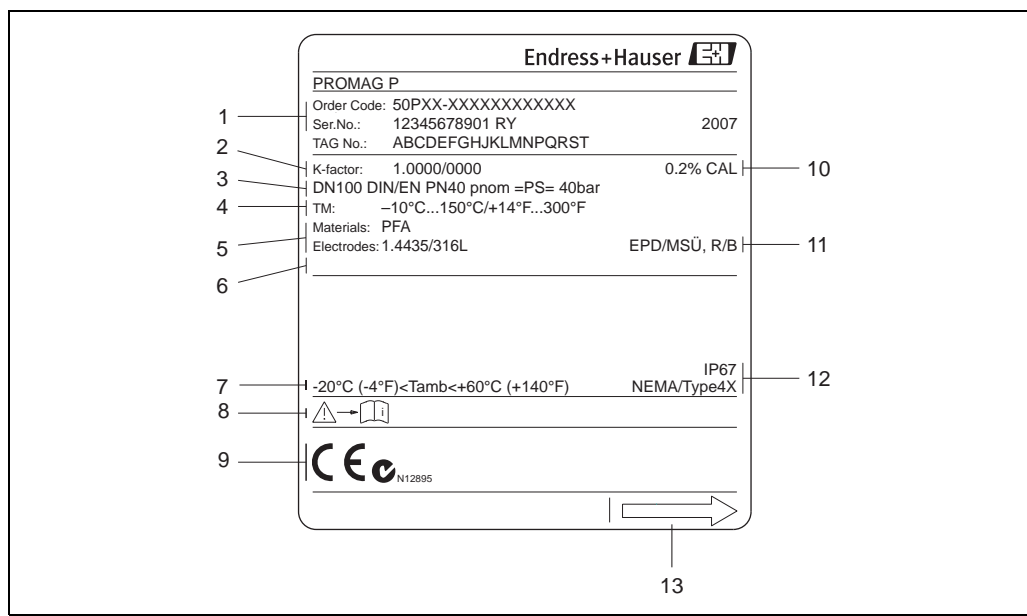 Endress+Hauser
PROMAG P
1
Order Code: 50PXX-XXXXXXXXXXXX
Ser.No.: 12345678901 RY 2007
TAG No.: ABCDEFGHJKLMNPQRST
2
K-factor: 1.0000/0000 0.2% CAL
10
3
DN100 DIN/EN PN40 pnom =PS= 40bar
4
TM: –10°C...150°C/+14°F...300°F
5
Materials: PFA
Electrodes: 1.4435/316L EPD/MSÜ, R/B
11
6
IP67
12
7
-20°C (-4°F)<Tamb<+60°C (+140°F) NEMA/Type4X
8
i
9
CE N12895
13